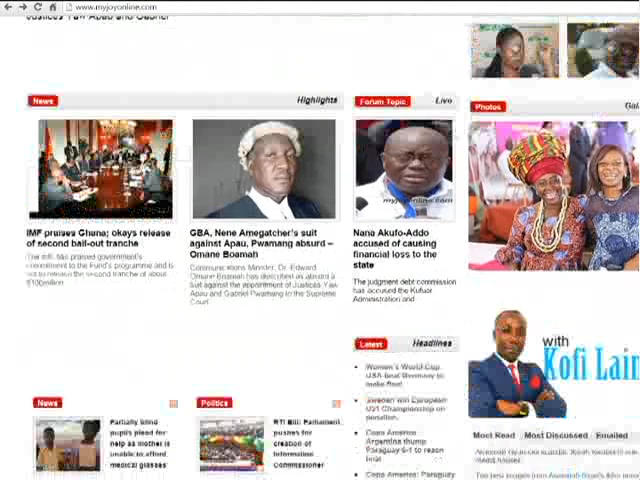 www.myjoyonline.com
Justices Yaw Apau and Gabriel
News
Highlights
IMF praises Ghana; okays release
of second bail-out tranche
The IMF has praised government's
commitment to the Fund's programme and is
set to release the second tranche of about
$100million
GBA, Nene Amegatcher's suit
against Apau, Pwamang absurd –
Omane Boamah
Communications Minister, Dr. Edward
Omane Boamah has described as absurd a
suit against the appointment of Justices Yaw
Apau and Gabriel Pwamang to the Supreme
Court
Forum Topic
Live
myjoyonline.com
Nana Akufo-Addo
accused of causing
financial loss to the
state
The judgment debt commission
has accused the Kufuor
Administration and
Photos
Gal
with
Kofi Lain
Latest
Headlines
Women's World Cup:
USA beat Germany to
make final
Sweden win European
U21 Championship on
penalties
Copa America:
Argentina thump
Paraguay 6-1 to reach
final
Copa America: Paraguay
News
Partially blind
pupils plead for
help as mother is
unable to afford
medical glasses
Politics
RTI Bill: Parliament
pushes for
creation of
Information
Commissioner
Most Read
Most Discussed
Emailed